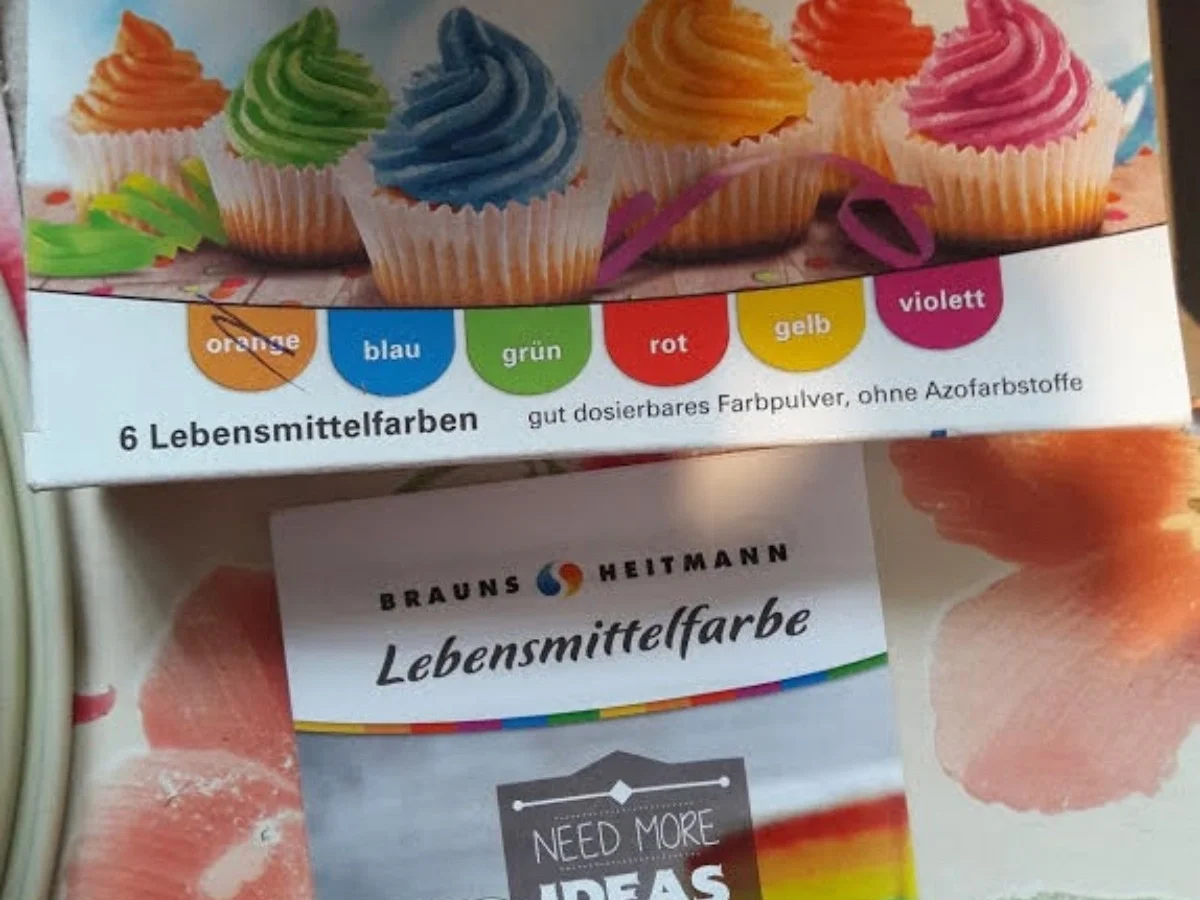 orange blau grün rot gelb violett
6 Lebensmittelfarben gut dosierbares Farbpulver, ohne Azofarbstoffe
BRAUNS HEITMANN
Lebensmittelfarbe
NEED MORE
IDEAS